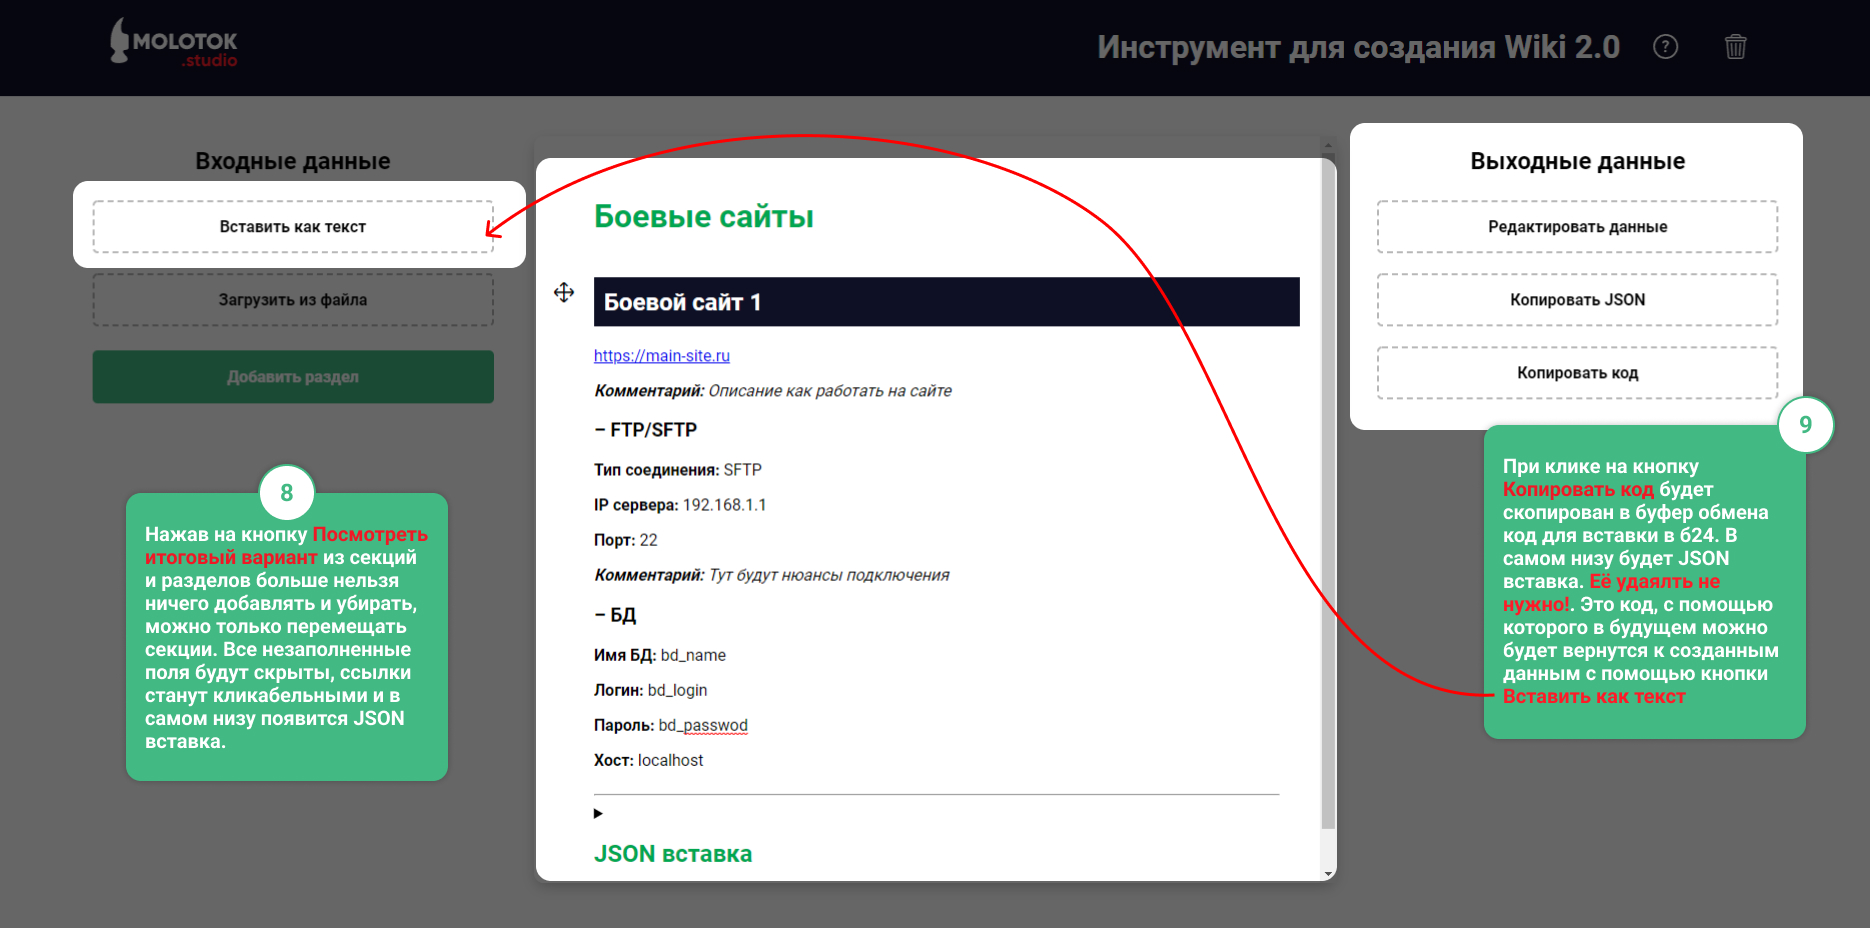 MOLOTOK
.studio
Инструмент для создания Wiki 2.0
?
Входные данные
Вставить как текст
Загрузить из файла
Добавить раздел
8
Нажав на кнопку Посмотреть
итоговый вариант из секций
и разделов больше нельзя
ничего добавлять и убирать,
можно только перемещать
секции. Все незаполненные
поля будут скрыты, ссылки
станут кликабельными и в
самом низу появится JSON
вставка.
Боевые сайты
Боевой сайт 1
https://main-site.ru
Комментарий: Описание как работать на сайте
– FTP/SFTP
Тип соединения: SFTP
IP сервера: 192.168.1.1
Порт: 22
Комментарий: Тут будут нюансы подключения
– БД
Имя БД: bd_name
Логин: bd_login
Пароль: bd_passwod
Хост: localhost
JSON вставка
Выходные данные
Редактировать данные
Копировать JSON
Копировать код
9
При клике на кнопку
Копировать код будет
скопирован в буфер обмена
код для вставки в б24. В
самом низу будет JSON
вставка. Её удаялть не
нужно!. Это код, с помощью
которого в будущем можно
будет вернутся к созданным
данным с помощью кнопки
Вставить как текст